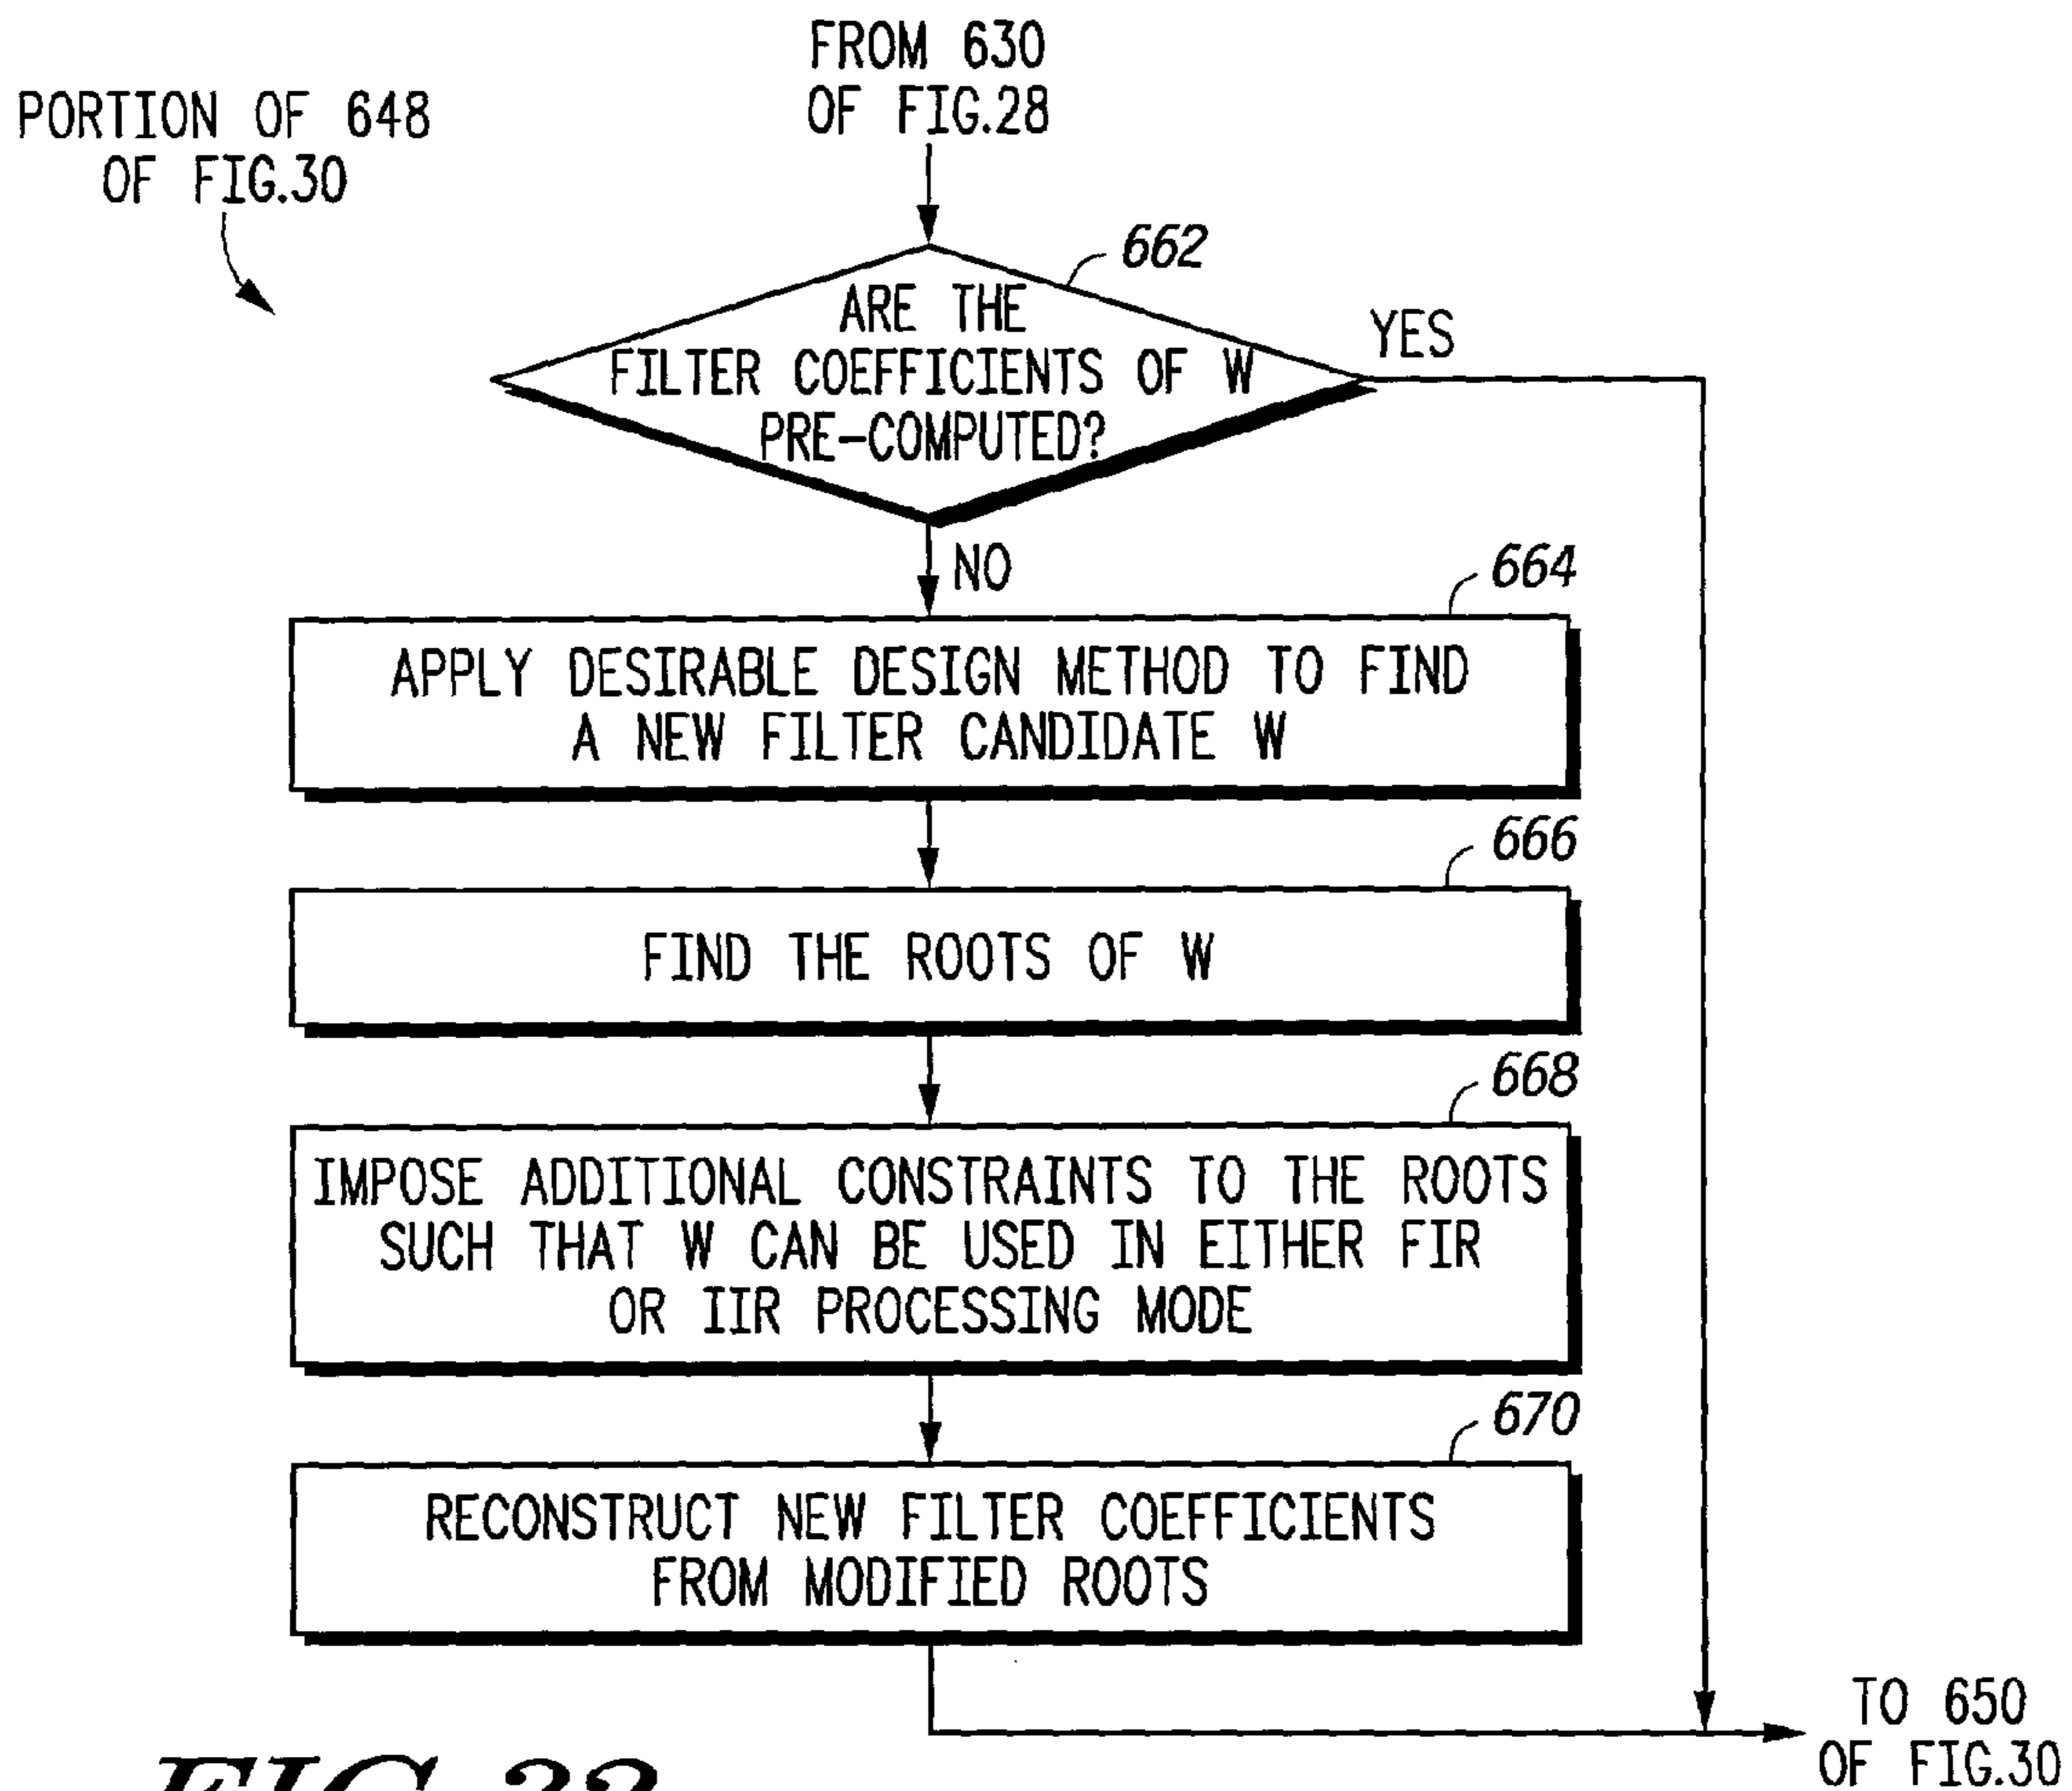 FROM 630
OF FIG.28
PORTION OF 648
OF FIG.30
662
ARE THE
FILTER COEFFICIENTS OF W
PRE-COMPUTED?
YES
NO
664
APPLY DESIRABLE DESIGN METHOD TO FIND
A NEW FILTER CANDIDATE W
666
FIND THE ROOTS OF W
668
IMPOSE ADDITIONAL CONSTRAINTS TO THE ROOTS
SUCH THAT W CAN BE USED IN EITHER FIR
OR IIR PROCESSING MODE
670
RECONSTRUCT NEW FILTER COEFFICIENTS
FROM MODIFIED ROOTS
TO 650
OF FIG.30